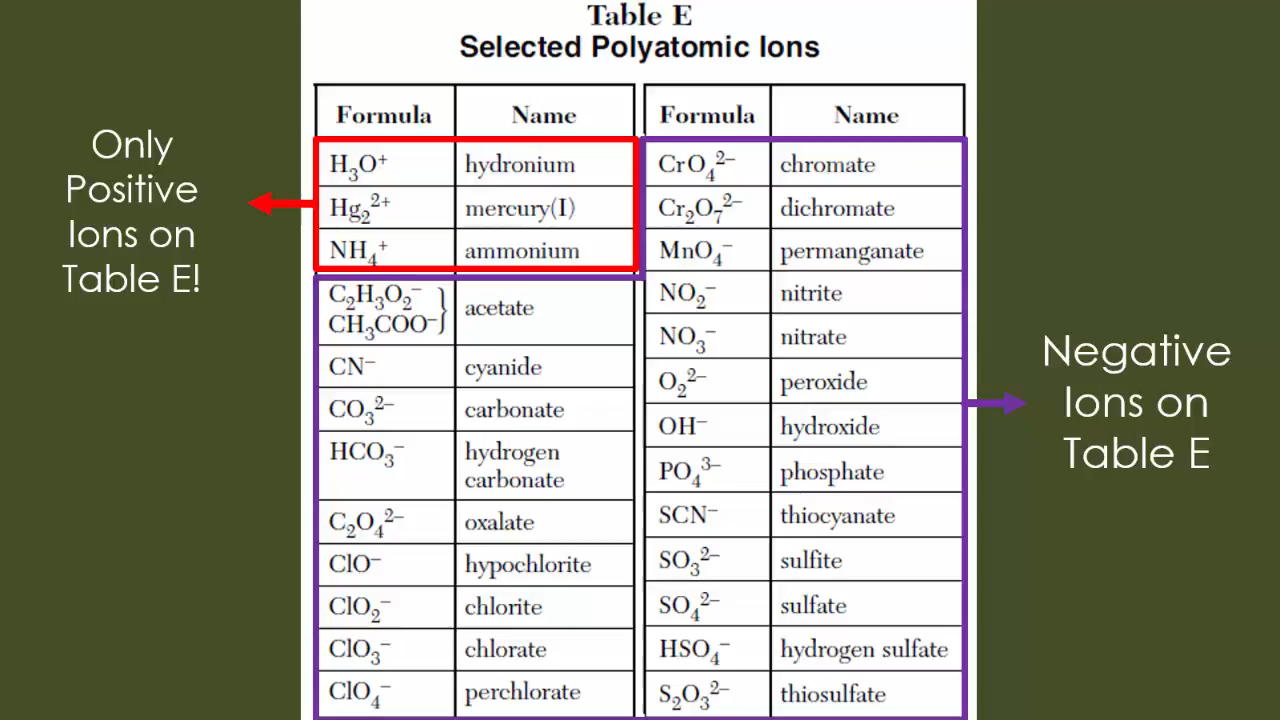 Table E
Selected Polyatomic Ions
Only
Positive
Ions on
Table E!
Formula Name
H₃O⁺ hydronium
Hg₂²⁺ mercury(I)
NH₄⁺ ammonium
C₂H₃O₂⁻
CH₃COO⁻ } acetate
CN⁻ cyanide
CO₃²⁻ carbonate
HCO₃⁻ hydrogen
carbonate
C₂O₄²⁻ oxalate
ClO⁻ hypochlorite
ClO₂⁻ chlorite
ClO₃⁻ chlorate
ClO₄⁻ perchlorate
Formula Name
CrO₄²⁻ chromate
Cr₂O₇²⁻ dichromate
MnO₄⁻ permanganate
NO₂⁻ nitrite
NO₃⁻ nitrate
O₂²⁻ peroxide
OH⁻ hydroxide
PO₄³⁻ phosphate
SCN⁻ thiocyanate
SO₃²⁻ sulfite
SO₄²⁻ sulfate
HSO₄⁻ hydrogen sulfate
S₂O₃²⁻ thiosulfate
Negative
Ions on
Table E